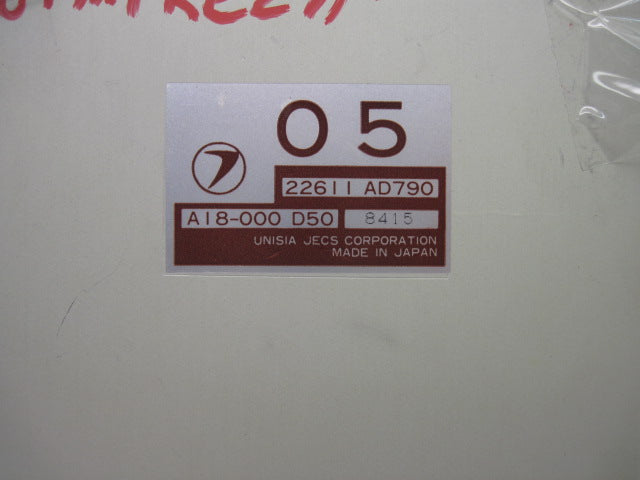 05
22611 AD790
A18-000 D50 8415
UNISIA JECS CORPORATION
MADE IN JAPAN